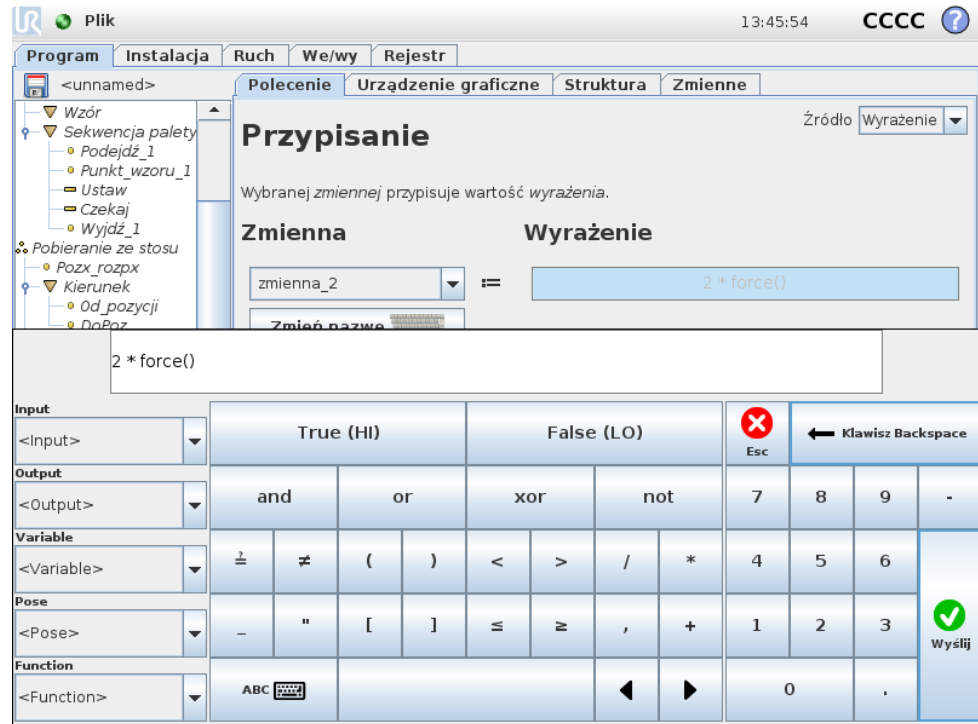 UR Plik 13:45:54 CCCC ?
Program Instalacja Ruch We/wy Rejestr
<unnamed> Polecenie Urządzenie graficzne Struktura Zmienne
Wzór
Sekwencja palety
Podejdź_1
Punkt_wzoru_1
Ustaw
Czekaj
Wyjdź_1
Pobieranie ze stosu
Pozx_rozpx
Kierunek
Od_pozycji
DoPoz
Przypisanie
Źródło Wyrażenie
Wybranej zmiennej przypisuje wartość wyrażenia.
Zmienna Wyrażenie
zmienna_2 := 2 * force()
Zmień nazwę
2 * force()
Input
<Input>
Output
<Output>
Variable
<Variable>
Pose
<Pose>
Function
<Function>
True (HI) False (LO) Esc Klawisz Backspace
and or xor not 7 8 9 -
≟ ≠ ( ) < > / * 4 5 6
_ " [ ] ≤ ≥ , + 1 2 3 Wyślij
ABC 0 .